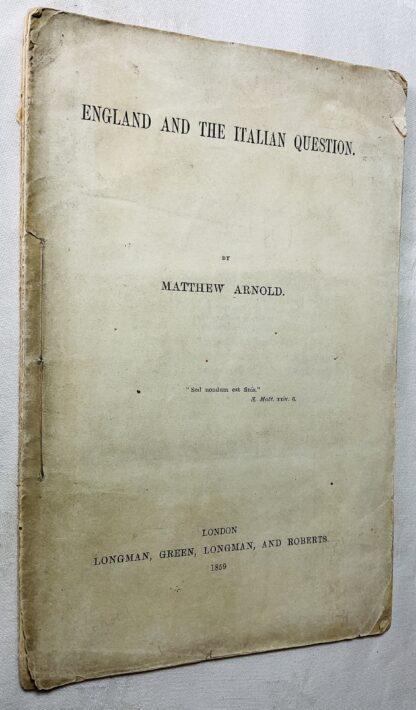 ENGLAND AND THE ITALIAN QUESTION.
BY
MATTHEW ARNOLD.
"Sed nondum est finis."
S. Matt. xxiv. 6.
LONDON
LONGMAN, GREEN, LONGMAN, AND ROBERTS.
1859